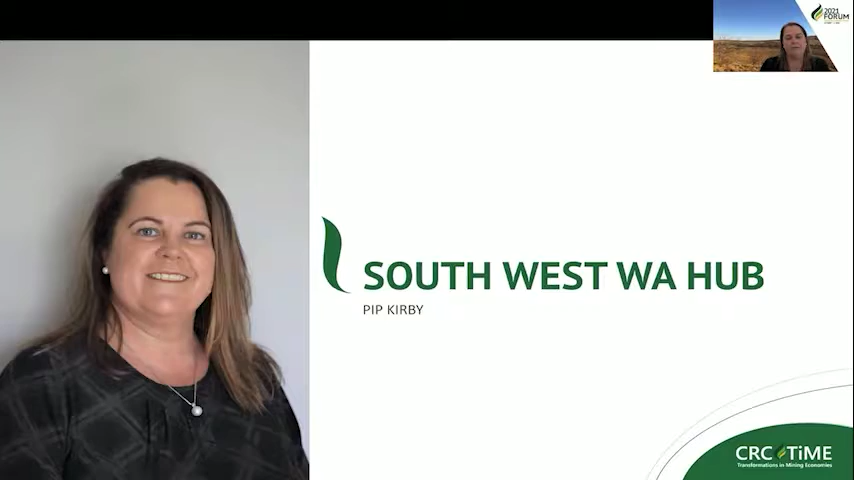 2021
FORUM
SOUTH WEST WA HUB
PIP KIRBY
CRC TiME
Transformations in Mining Economies